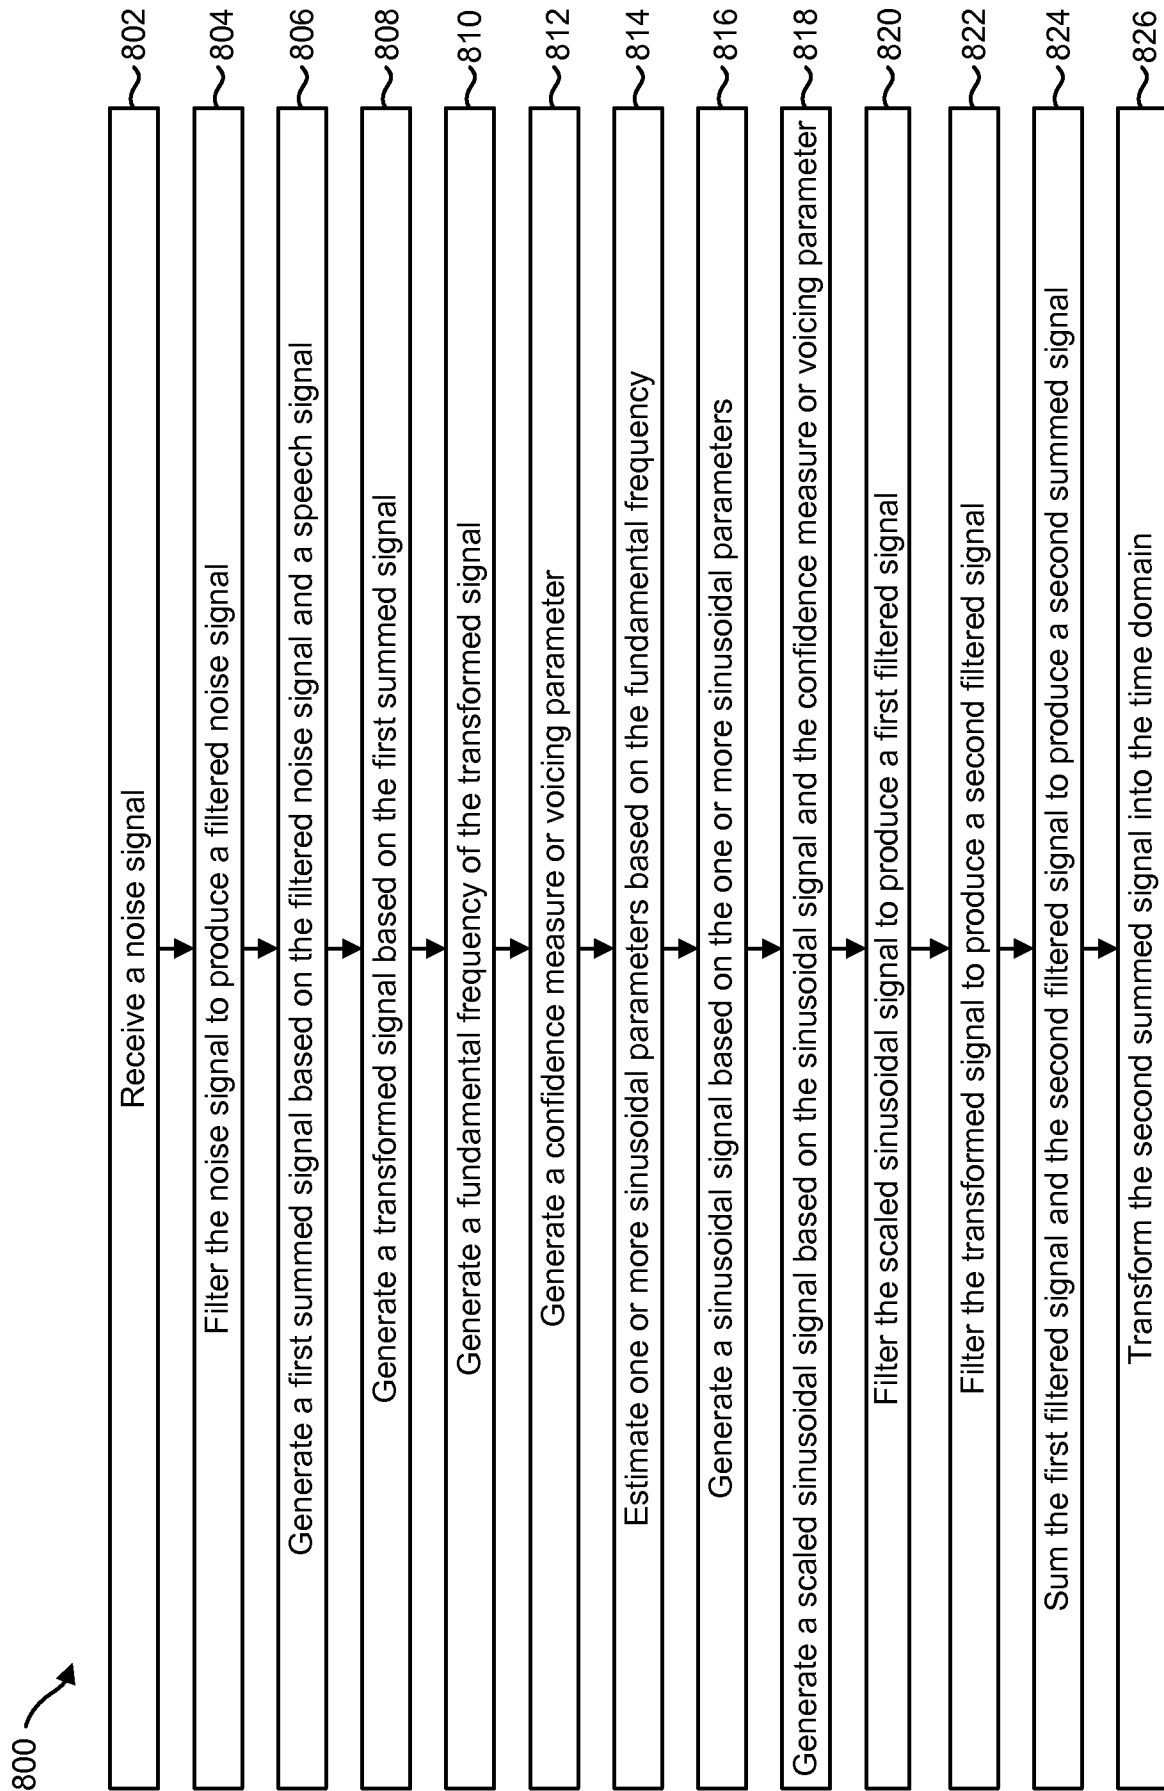 800
Receive a noise signal
802
Filter the noise signal to produce a filtered noise signal
804
Generate a first summed signal based on the filtered noise signal and a speech signal
806
Generate a transformed signal based on the first summed signal
808
Generate a fundamental frequency of the transformed signal
810
Generate a confidence measure or voicing parameter
812
Estimate one or more sinusoidal parameters based on the fundamental frequency
814
Generate a sinusoidal signal based on the one or more sinusoidal parameters
816
Generate a scaled sinusoidal signal based on the sinusoidal signal and the confidence measure or voicing parameter
818
Filter the scaled sinusoidal signal to produce a first filtered signal
820
Filter the transformed signal to produce a second filtered signal
822
Sum the first filtered signal and the second filtered signal to produce a second summed signal
824
Transform the second summed signal into the time domain
826